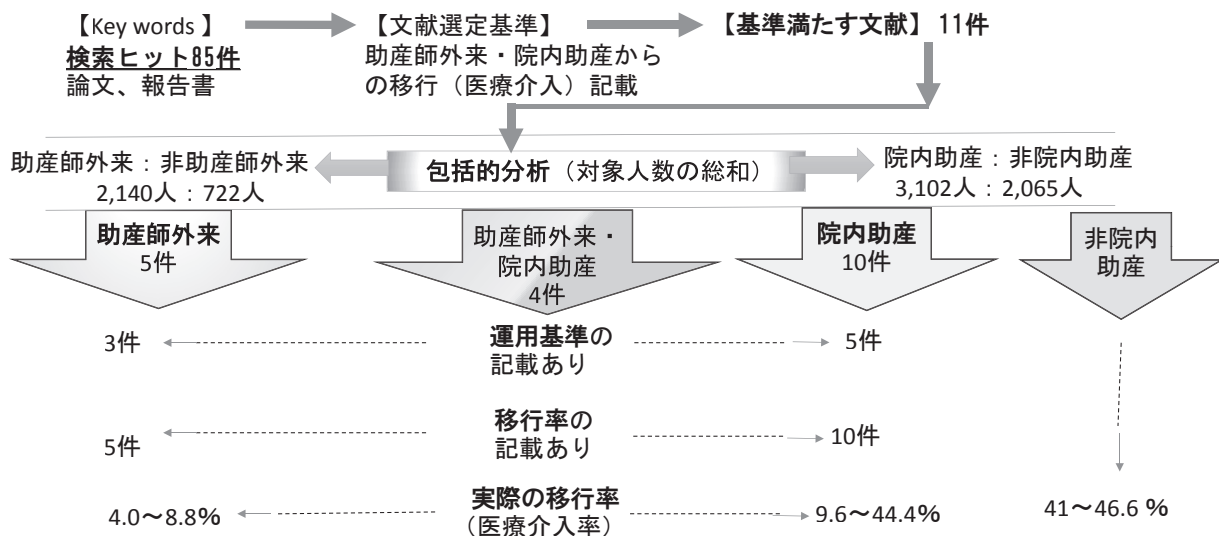 【Key words】
検索ヒット85件
論文、報告書
【文献選定基準】
助産師外来・院内助産から
の移行（医療介入）記載
【基準満たす文献】 11件
助産師外来：非助産師外来
2,140人：722人
包括的分析（対象人数の総和）
院内助産：非院内助産
3,102人：2,065人
助産師外来
5件
助産師外来・
院内助産
4件
院内助産
10件
非院内
助産
3件
運用基準の
記載あり
5件
5件
移行率の
記載あり
10件
4.0〜8.8%
実際の移行率
（医療介入率）
9.6〜44.4%
41〜46.6 %